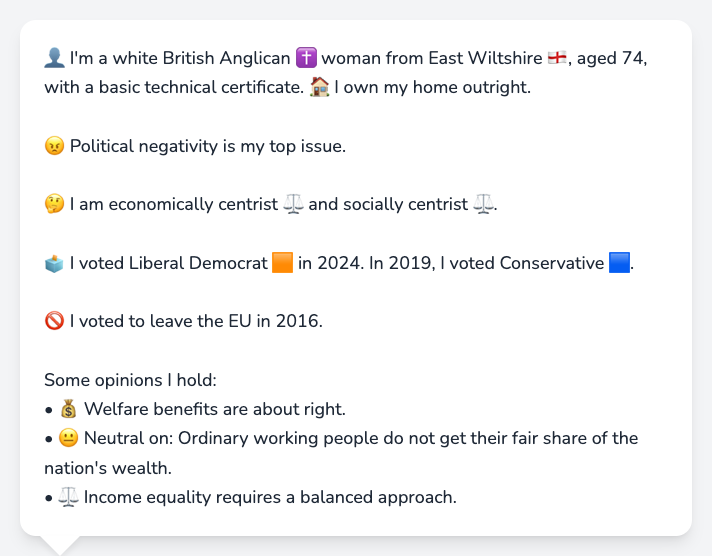 👤 I'm a white British Anglican ✝️ woman from East Wiltshire 🏴󠁧󠁢󠁥󠁮󠁧󠁿, aged 74,
with a basic technical certificate. 🏠 I own my home outright.
😠 Political negativity is my top issue.
🤔 I am economically centrist ⚖️ and socially centrist ⚖️.
🗳️ I voted Liberal Democrat 🟧 in 2024. In 2019, I voted Conservative 🟦.
🚫 I voted to leave the EU in 2016.
Some opinions I hold:
• 💰 Welfare benefits are about right.
• 😐 Neutral on: Ordinary working people do not get their fair share of the
nation's wealth.
• ⚖️ Income equality requires a balanced approach.